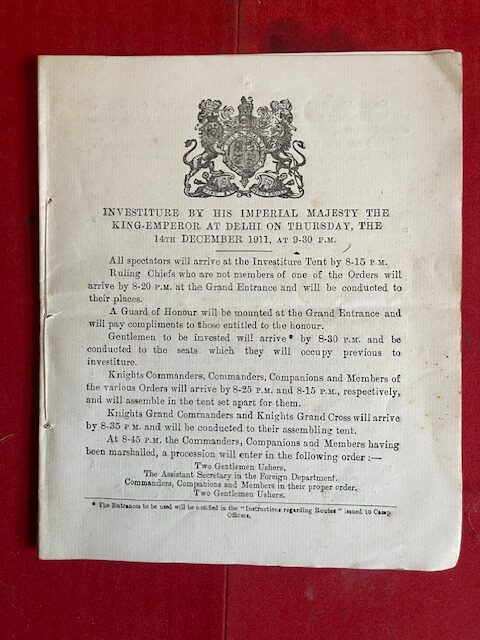 INVESTITURE BY HIS IMPERIAL MAJESTY THE
KING-EMPEROR AT DELHI ON THURSDAY, THE
14TH DECEMBER 1911, AT 9-30 P.M.
All spectators will arrive at the Investiture Tent by 8-15 P.M.
Ruling Chiefs who are not members of one of the Orders will
arrive by 8-20 P.M. at the Grand Entrance and will be conducted to
their places.
A Guard of Honour will be mounted at the Grand Entrance and
will pay compliments to those entitled to the honour.
Gentlemen to be invested will arrive* by 8-30 P.M. and be
conducted to the seats which they will occupy previous to
investiture.
Knights Commanders, Commanders, Companions and Members of
the various Orders will arrive by 8-25 P.M. and 8-15 P.M., respectively,
and will assemble in the tent set apart for them.
Knights Grand Commanders and Knights Grand Cross will arrive
by 8-35 P.M. and will be conducted to their assembling tent.
At 8-45 P.M. the Commanders, Companions and Members having
been marshalled, a procession will enter in the following order :—
Two Gentlemen Ushers.
The Assistant Secretary in the Foreign Department.
Commanders, Companions and Members in their proper order.
Two Gentlemen Ushers.
* The Entrances to be used will be notified in the "Instructions regarding Routes" issued to Camp
Officers.